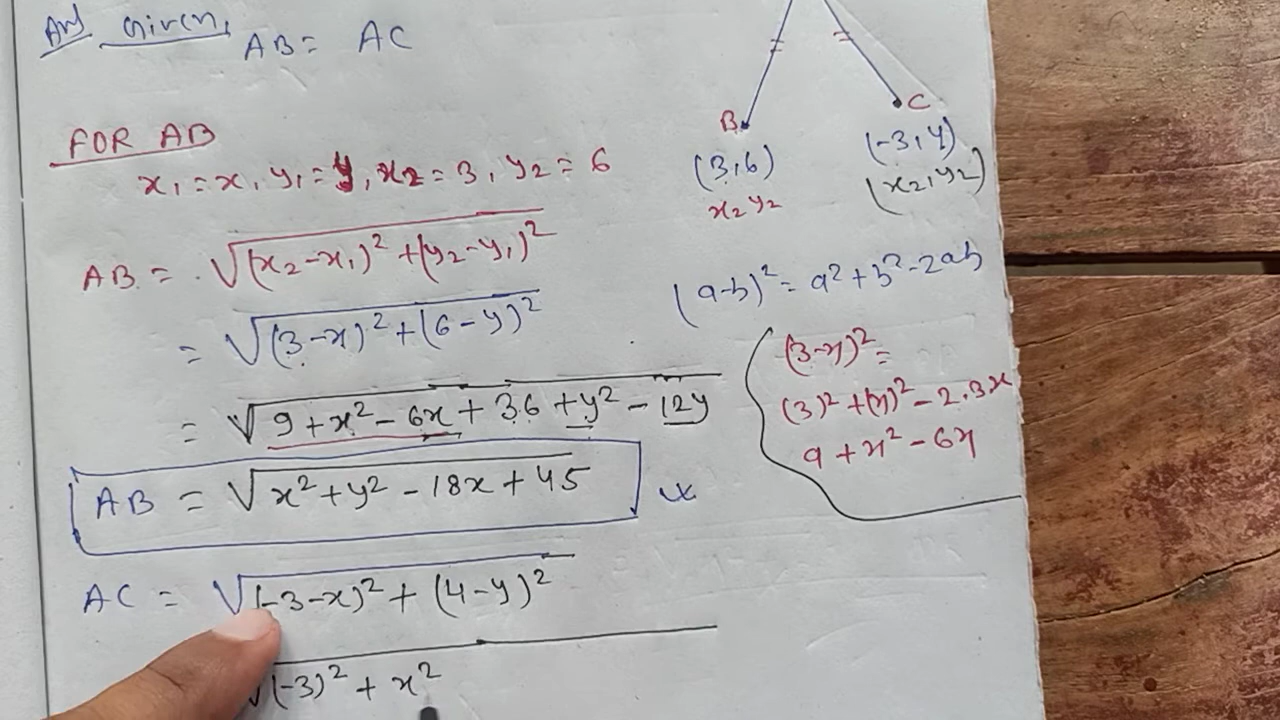 Ans Given,
AB = AC
FOR AB
x₁ = x, y₁ = y, x₂ = 3, y₂ = 6
AB = √(x₂-x₁)² + (y₂-y₁)²
= √(3-x)² + (6-y)²
= √9 + x² - 6x + 36 + y² - 12y
AB = √x² + y² - 18x + 45
AC = √(-3-x)² + (4-y)²
√(-3)² + x²
B
(3,6)
x₂ y₂
C
(-3,4)
(x₂,y₂)
(a-b)² = a² + b² - 2ab
(3-x)² =
(3)² + (x)² - 2.3x
9 + x² - 6x